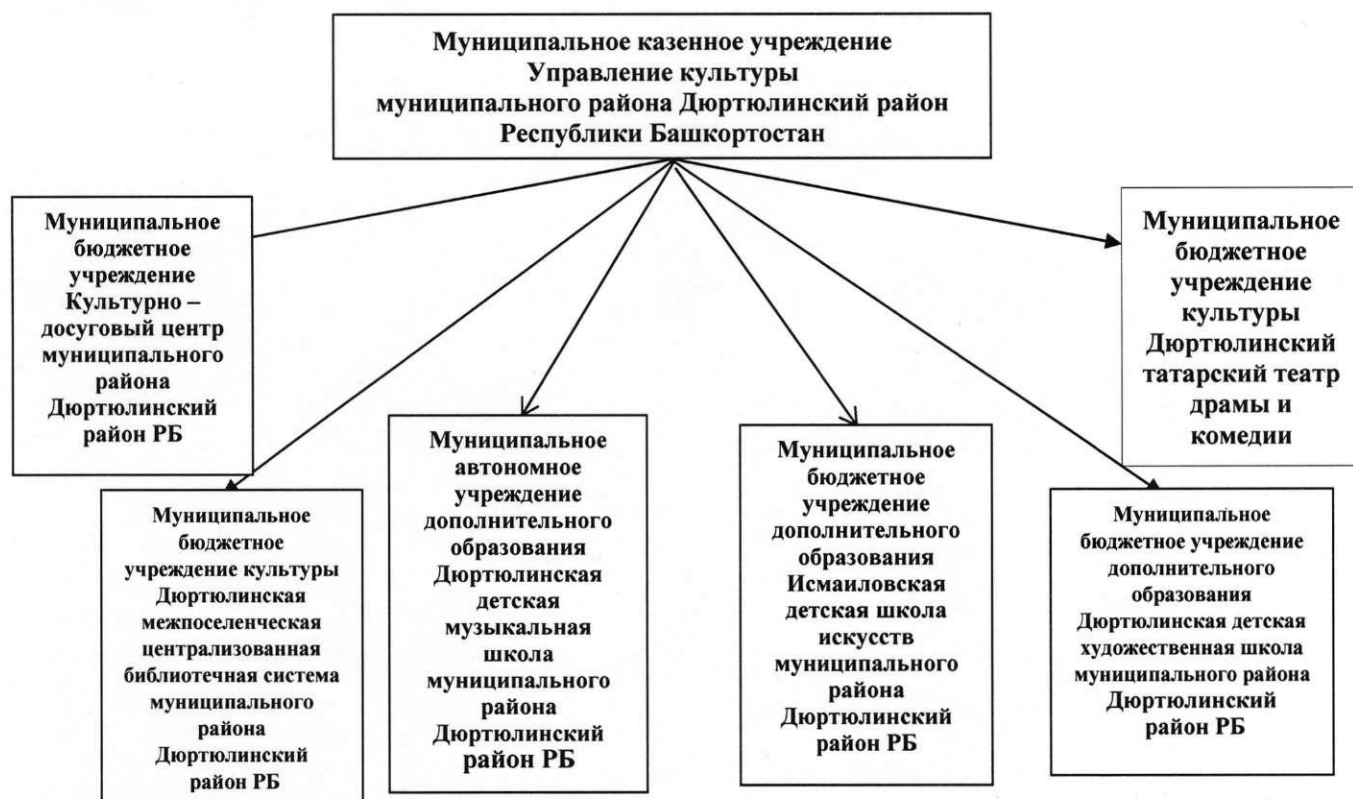 Муниципальное казенное учреждение
Управление культуры
муниципального района Дюртюлинский район
Республики Башкортостан
Муниципальное
бюджетное
учреждение
Культурно –
досуговый центр
муниципального
района
Дюртюлинский
район РБ
Муниципальное
бюджетное
учреждение культуры
Дюртюлинская
межпоселенческая
централизованная
библиотечная система
муниципального
района
Дюртюлинский
район РБ
Муниципальное
автономное
учреждение
дополнительного
образования
Дюртюлинская
детская
музыкальная
школа
муниципального
района
Дюртюлинский
район РБ
Муниципальное
бюджетное
учреждение
дополнительного
образования
Исмаиловская
детская школа
искусств
муниципального
района
Дюртюлинский
район РБ
Муниципальное
бюджетное учреждение
дополнительного
образования
Дюртюлинская детская
художественная школа
муниципального района
Дюртюлинский
район РБ
Муниципальное
бюджетное
учреждение
культуры
Дюртюлинский
татарский театр
драмы и
комедии